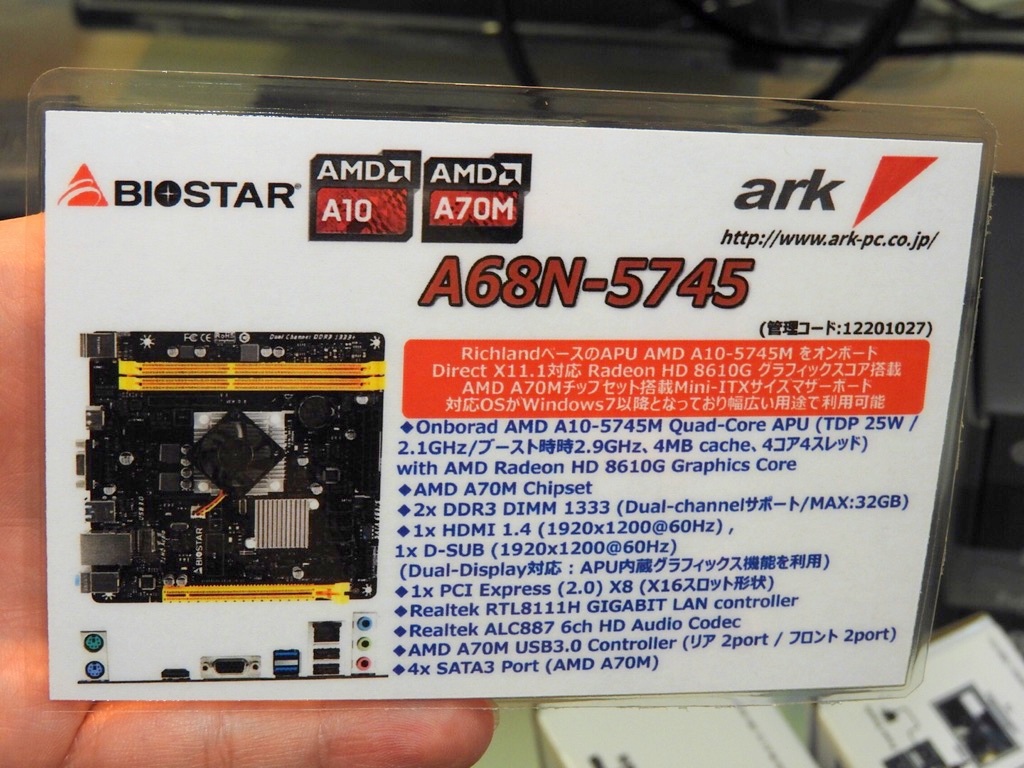 BIOSTAR
AMD
A10
AMD
A70M
ark
http://www.ark-pc.co.jp/
A68N-5745
(管理コード:12201027)
RichlandベースのAPU AMD A10-5745M をオンボード
Direct X11.1対応 Radeon HD 8610G グラフィックスコア搭載
AMD A70Mチップセット搭載Mini-ITXサイズマザーボード
対応OSがWindows7以降となっており幅広い用途で利用可能
◆Onborad AMD A10-5745M Quad-Core APU (TDP 25W /
2.1GHz/ブースト時時2.9GHz、4MB cache、4コア4スレッド)
with AMD Radeon HD 8610G Graphics Core
◆AMD A70M Chipset
◆2x DDR3 DIMM 1333 (Dual-channelサポート/MAX:32GB)
◆1x HDMI 1.4 (1920x1200@60Hz) ,
1x D-SUB (1920x1200@60Hz)
(Dual-Display対応：APU内蔵グラフィックス機能を利用)
◆1x PCI Express (2.0) X8 (X16スロット形状)
◆Realtek RTL8111H GIGABIT LAN controller
◆Realtek ALC887 6ch HD Audio Codec
◆AMD A70M USB3.0 Controller (リア 2port / フロント 2port)
◆4x SATA3 Port (AMD A70M)
FC CE RoHS
Dual Channel DDR3 1333+
BIOSTAR